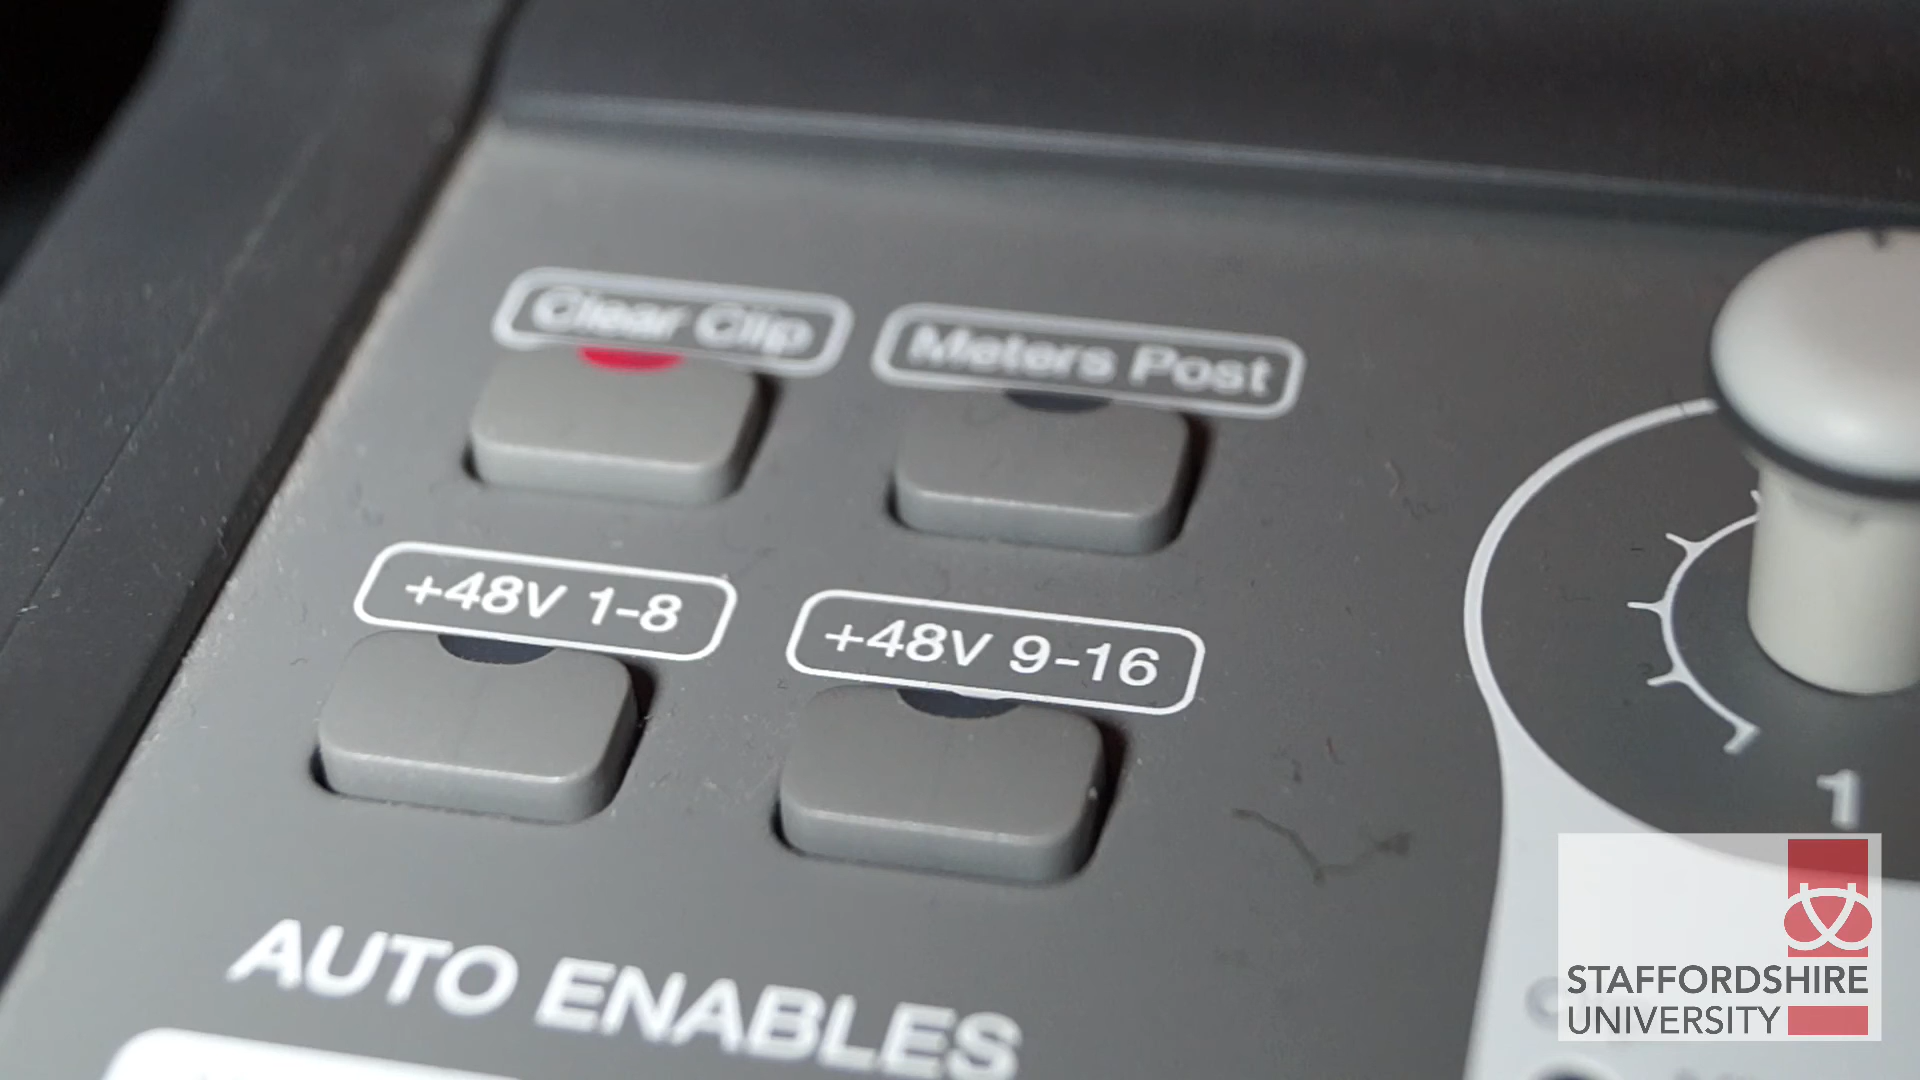 Clear Clip
Meters Post
+48V 1-8
+48V 9-16
1
AUTO ENABLES
STAFFORDSHIRE
UNIVERSITY